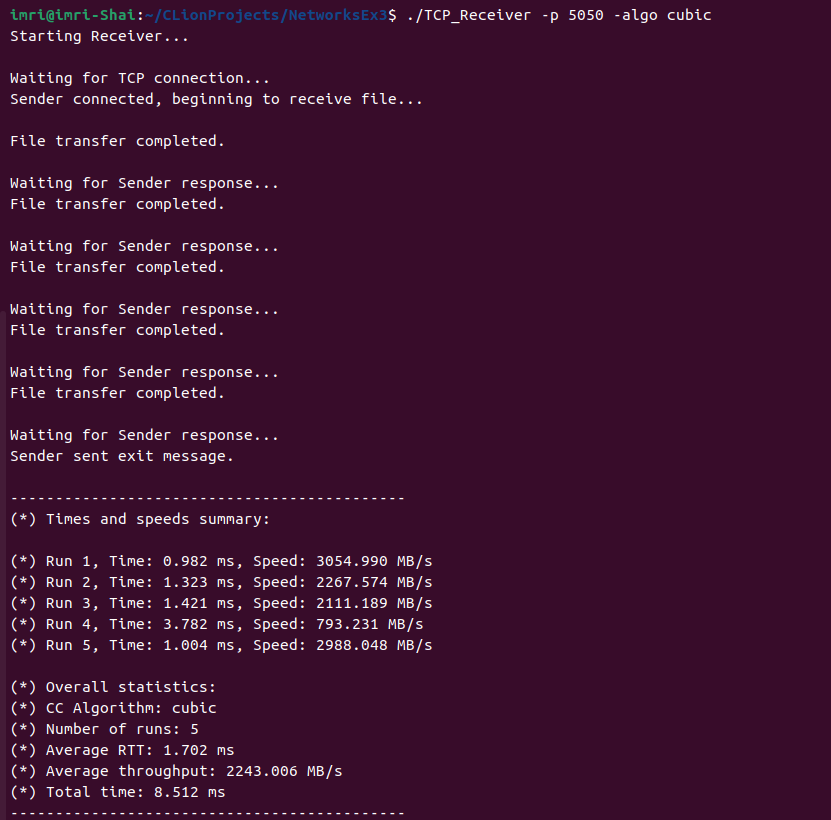 imri@imri-Shai:~/CLionProjects/NetworksEx3$ ./TCP_Receiver -p 5050 -algo cubic
Starting Receiver...
Waiting for TCP connection...
Sender connected, beginning to receive file...
File transfer completed.
Waiting for Sender response...
File transfer completed.
Waiting for Sender response...
File transfer completed.
Waiting for Sender response...
File transfer completed.
Waiting for Sender response...
File transfer completed.
Waiting for Sender response...
Sender sent exit message.
--------------------------------------------
(*) Times and speeds summary:
(*) Run 1, Time: 0.982 ms, Speed: 3054.990 MB/s
(*) Run 2, Time: 1.323 ms, Speed: 2267.574 MB/s
(*) Run 3, Time: 1.421 ms, Speed: 2111.189 MB/s
(*) Run 4, Time: 3.782 ms, Speed: 793.231 MB/s
(*) Run 5, Time: 1.004 ms, Speed: 2988.048 MB/s
(*) Overall statistics:
(*) CC Algorithm: cubic
(*) Number of runs: 5
(*) Average RTT: 1.702 ms
(*) Average throughput: 2243.006 MB/s
(*) Total time: 8.512 ms
--------------------------------------------